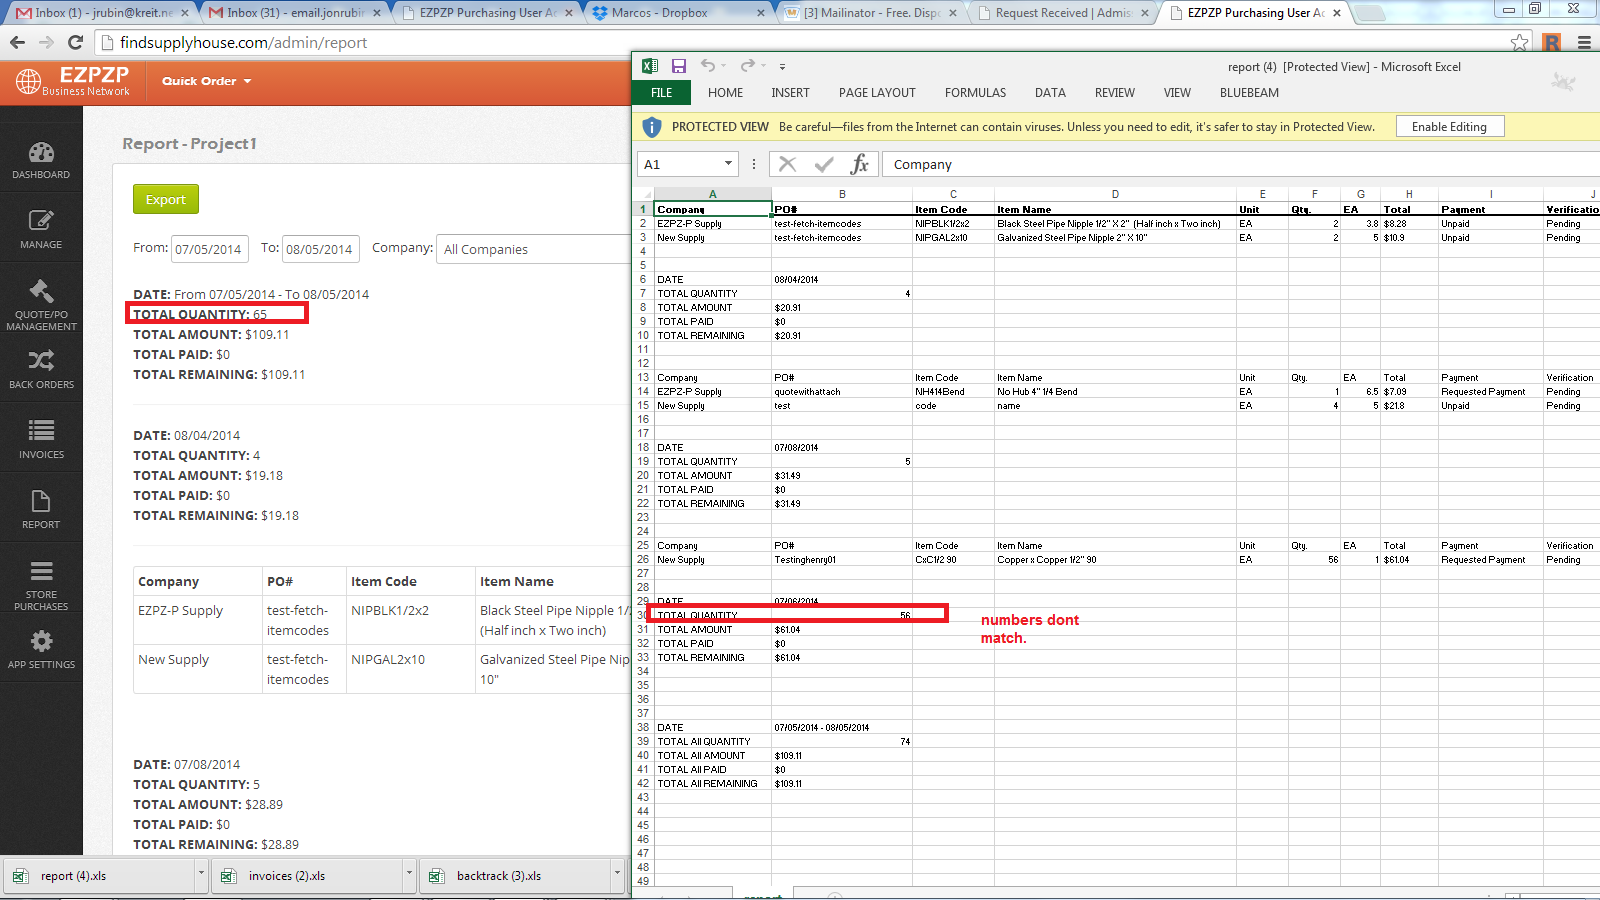 Inbox (1) - jrubin@kreit.ne
Inbox (31) - email.jonrubin
EZPZP Purchasing User Ac
Marcos - Dropbox
[3] Mailinator - Free. Disp
Request Received | Admis
EZPZP Purchasing User Ac
findsupplyhouse.com/admin/report
EZPZP
Business Network
Quick Order
DASHBOARD
MANAGE
QUOTE/PO
MANAGEMENT
BACK ORDERS
INVOICES
REPORT
STORE
PURCHASES
APP SETTINGS
Report - Project1
Export
From: 07/05/2014 To: 08/05/2014 Company: All Companies
DATE: From 07/05/2014 - To 08/05/2014
TOTAL QUANTITY: 65
TOTAL AMOUNT: $109.11
TOTAL PAID: $0
TOTAL REMAINING: $109.11
DATE: 08/04/2014
TOTAL QUANTITY: 4
TOTAL AMOUNT: $19.18
TOTAL PAID: $0
TOTAL REMAINING: $19.18
Company PO# Item Code Item Name
EZPZ-P Supply test-fetch-itemcodes NIPBLK1/2x2 Black Steel Pipe Nipple 1/2 (Half inch x Two inch)
New Supply test-fetch-itemcodes NIPGAL2x10 Galvanized Steel Pipe Nip 10"
DATE: 07/08/2014
TOTAL QUANTITY: 5
TOTAL AMOUNT: $28.89
TOTAL PAID: $0
TOTAL REMAINING: $28.89
report (4).xls
invoices (2).xls
backtrack (3).xls
report (4) [Protected View] - Microsoft Excel
FILE HOME INSERT PAGE LAYOUT FORMULAS DATA REVIEW VIEW BLUEBEAM
PROTECTED VIEW Be careful—files from the Internet can contain viruses. Unless you need to edit, it's safer to stay in Protected View. Enable Editing
A1 fx Company
A B C D E F G H I J
1 Company PO# Item Code Item Name Unit Qty. EA Total Payment Verification
2 EZPZ-P Supply test-fetch-itemcodes NIPBLK1/2x2 Black Steel Pipe Nipple 1/2" X 2" (Half inch x Two inch) EA 2 3.8 $8.28 Unpaid Pending
3 New Supply test-fetch-itemcodes NIPGAL2x10 Galvanized Steel Pipe Nipple 2" X 10" EA 2 5 $10.9 Unpaid Pending
4
5
6 DATE 08/04/2014
7 TOTAL QUANTITY 4
8 TOTAL AMOUNT $20.91
9 TOTAL PAID $0
10 TOTAL REMAINING $20.91
11
12
13 Company PO# Item Code Item Name Unit Qty. EA Total Payment Verification
14 EZPZ-P Supply quotewithattach NH414Bend No Hub 4" 1/4 Bend EA 1 6.5 $7.09 Requested Payment Pending
15 New Supply test code name EA 4 5 $21.8 Unpaid Pending
16
17
18 DATE 07/08/2014
19 TOTAL QUANTITY 5
20 TOTAL AMOUNT $31.49
21 TOTAL PAID $0
22 TOTAL REMAINING $31.49
23
24
25 Company PO# Item Code Item Name Unit Qty. EA Total Payment Verification
26 New Supply Testinghenry01 CxC1/2 90 Copper x Copper 1/2" 90 EA 56 1 $61.04 Requested Payment Pending
27
28
29 DATE 07/06/2014
30 TOTAL QUANTITY 56
31 TOTAL AMOUNT $61.04
32 TOTAL PAID $0
33 TOTAL REMAINING $61.04
numbers dont
match.
34
35
36
37
38 DATE 07/05/2014 - 08/05/2014
39 TOTAL All QUANTITY 74
40 TOTAL All AMOUNT $109.11
41 TOTAL All PAID $0
42 TOTAL All REMAINING $109.11
43
44
45
46
47
48
49
report